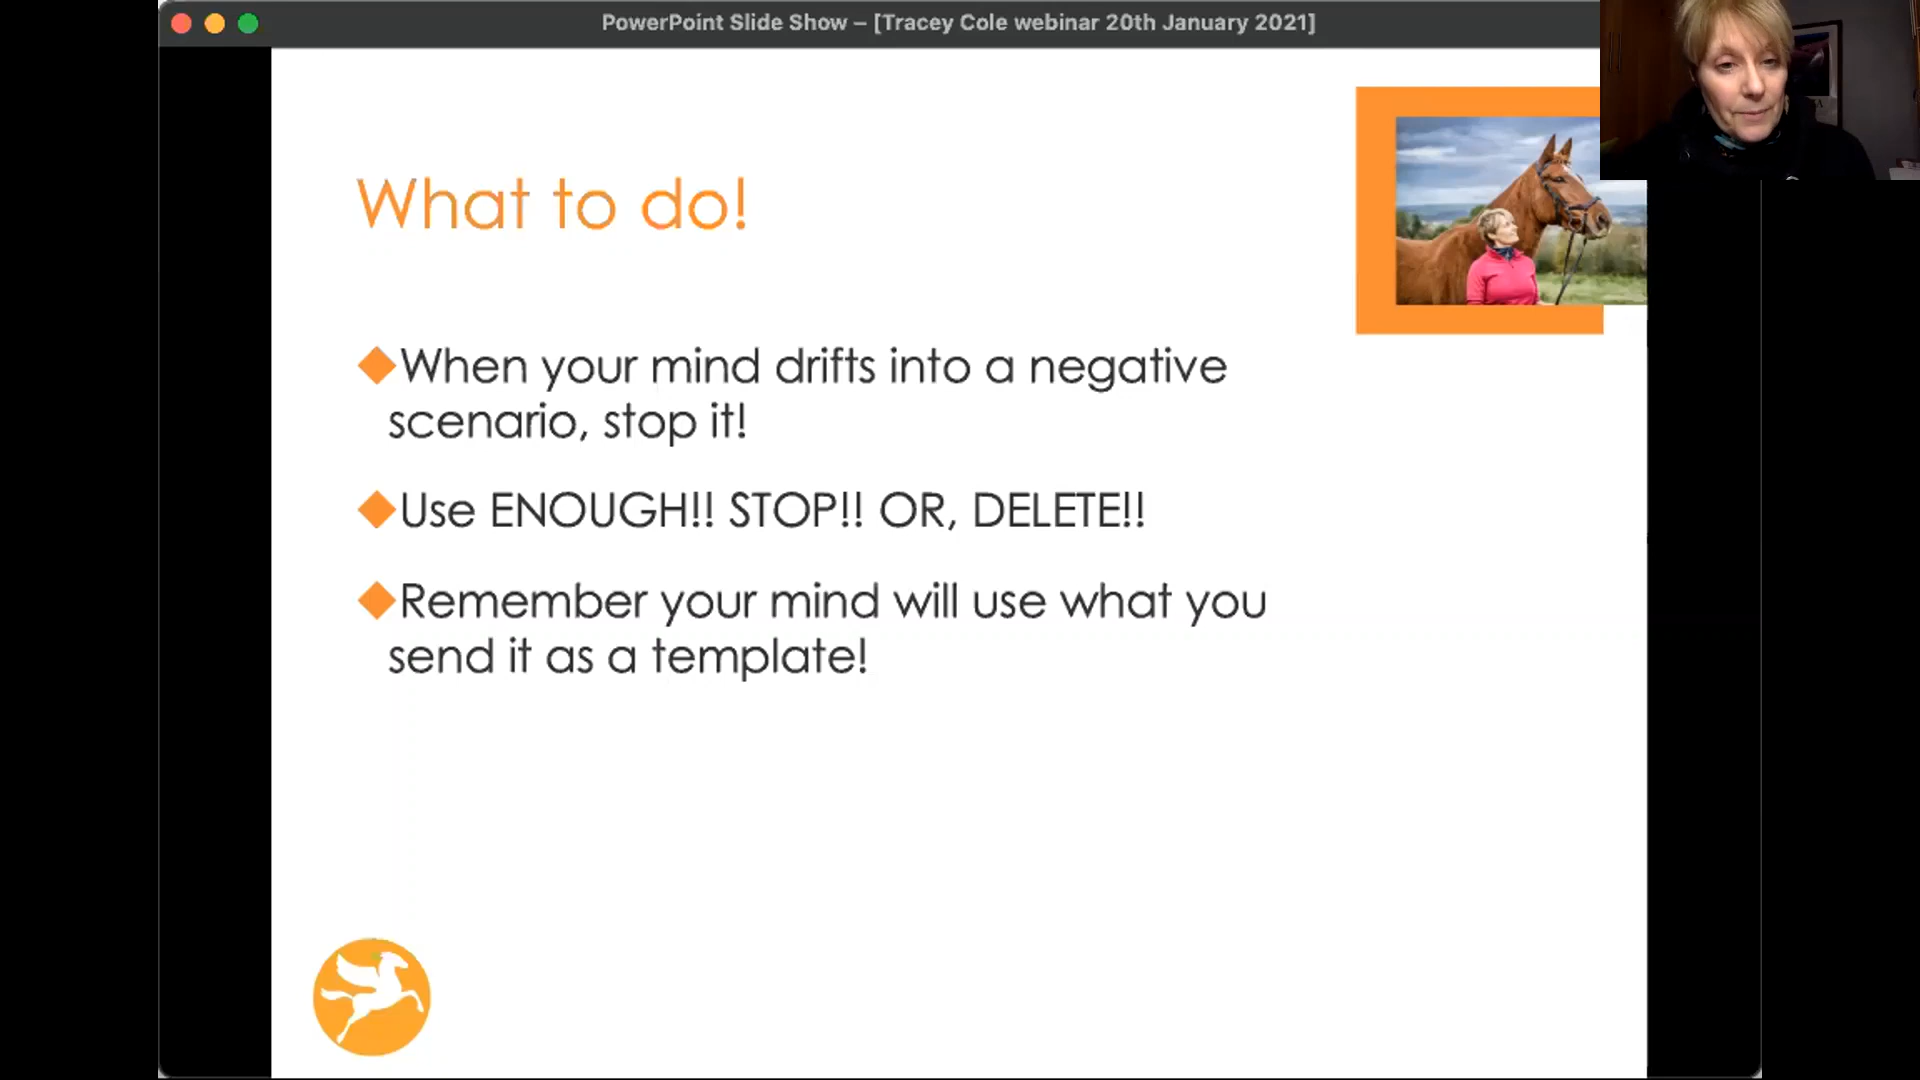 PowerPoint Slide Show – [Tracey Cole webinar 20th January 2021]
What to do!
When your mind drifts into a negative
scenario, stop it!
Use ENOUGH!! STOP!! OR, DELETE!!
Remember your mind will use what you
send it as a template!